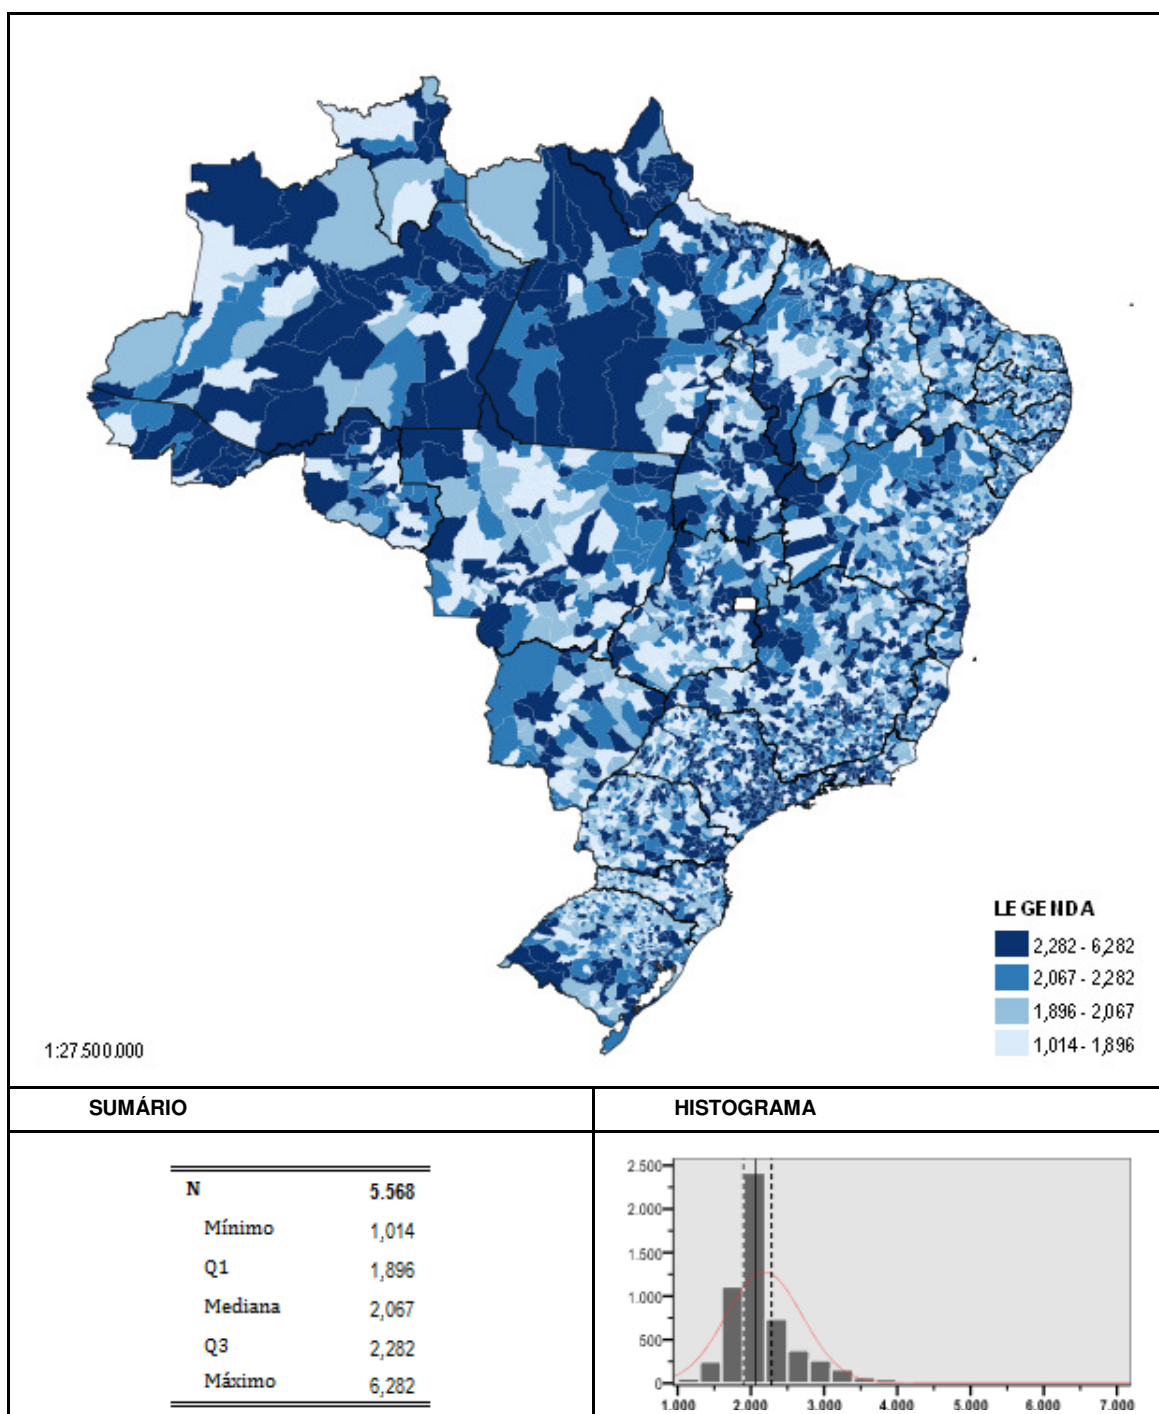 LEGENDA
2,282 - 6,282
2,067 - 2,282
1,896 - 2,067
1,014 - 1,896
1:27.500.000
SUMÁRIO
HISTOGRAMA
N 5.568
Mínimo 1,014
Q1 1,896
Mediana 2,067
Q3 2,282
Máximo 6,282
2.500
2.000
1.500
1.000
500
0
1.000 2.000 3.000 4.000 5.000 6.000 7.000